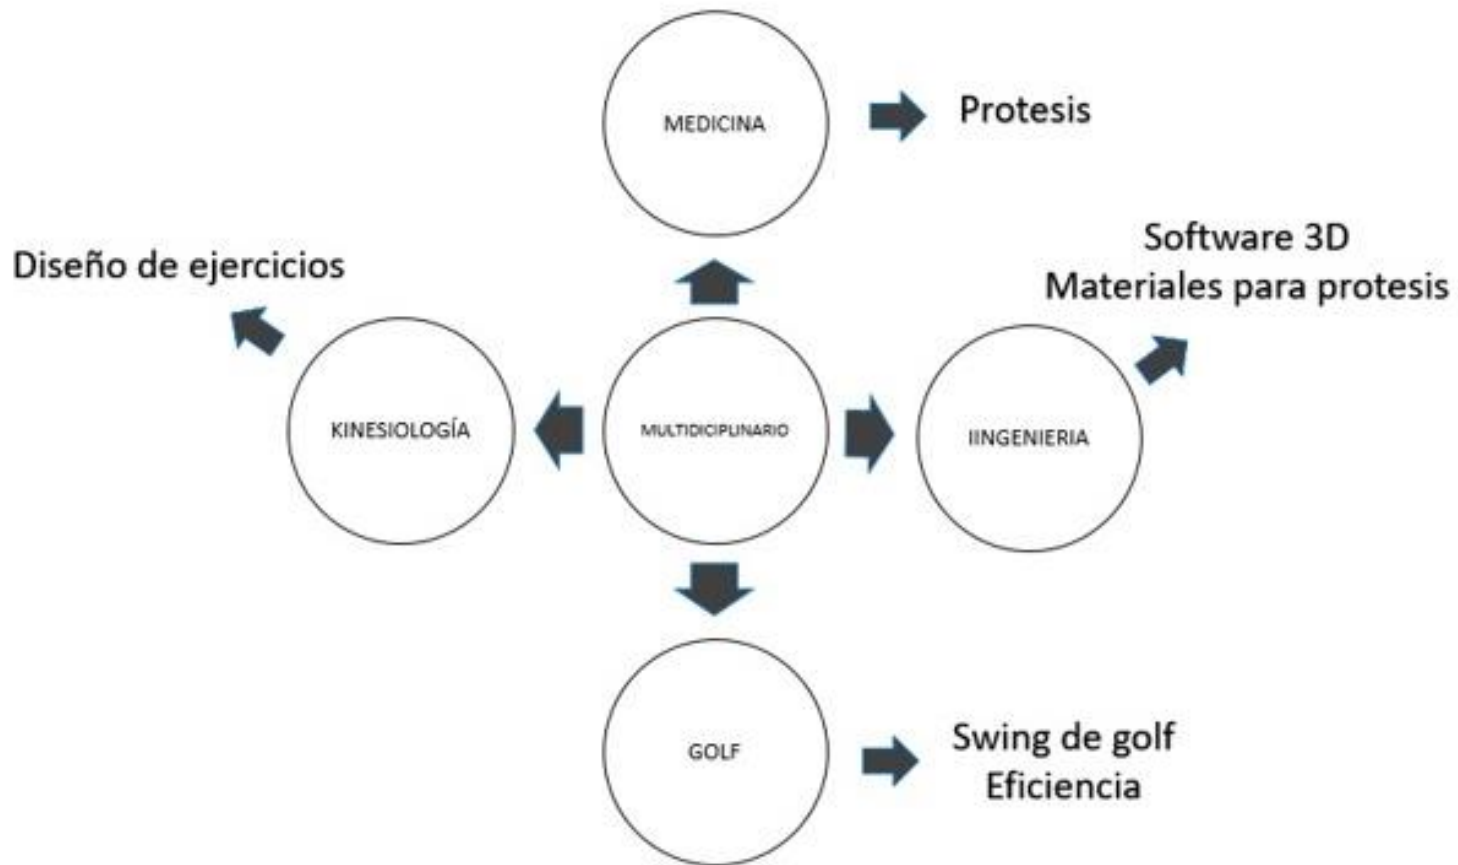 MEDICINA
Protesis
Software 3D
Materiales para protesis
Diseño de ejercicios
KINESIOLOGÍA
MULTIDICIPLINARIO
IINGENIERIA
GOLF
Swing de golf
Eficiencia